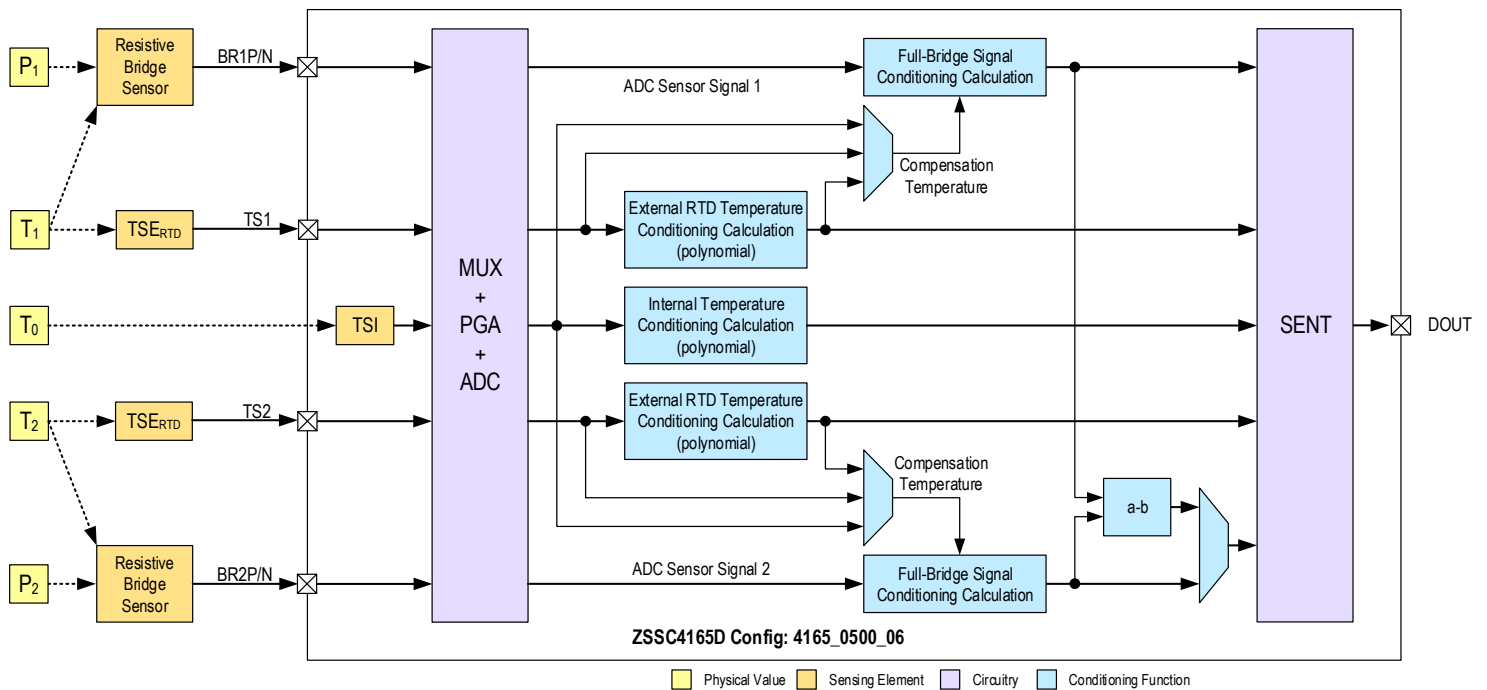 P1
Resistive
Bridge
Sensor
BR1P/N
ADC Sensor Signal 1
Full-Bridge Signal
Conditioning Calculation
Compensation
Temperature
T1
TSERTD
TS1
External RTD Temperature
Conditioning Calculation
(polynomial)
MUX
+
PGA
+
ADC
T0
TSI
Internal Temperature
Conditioning Calculation
(polynomial)
SENT
DOUT
T2
TSERTD
TS2
External RTD Temperature
Conditioning Calculation
(polynomial)
Compensation
Temperature
a-b
P2
Resistive
Bridge
Sensor
BR2P/N
ADC Sensor Signal 2
Full-Bridge Signal
Conditioning Calculation
ZSSC4165D Config: 4165_0500_06
Physical Value
Sensing Element
Circuitry
Conditioning Function